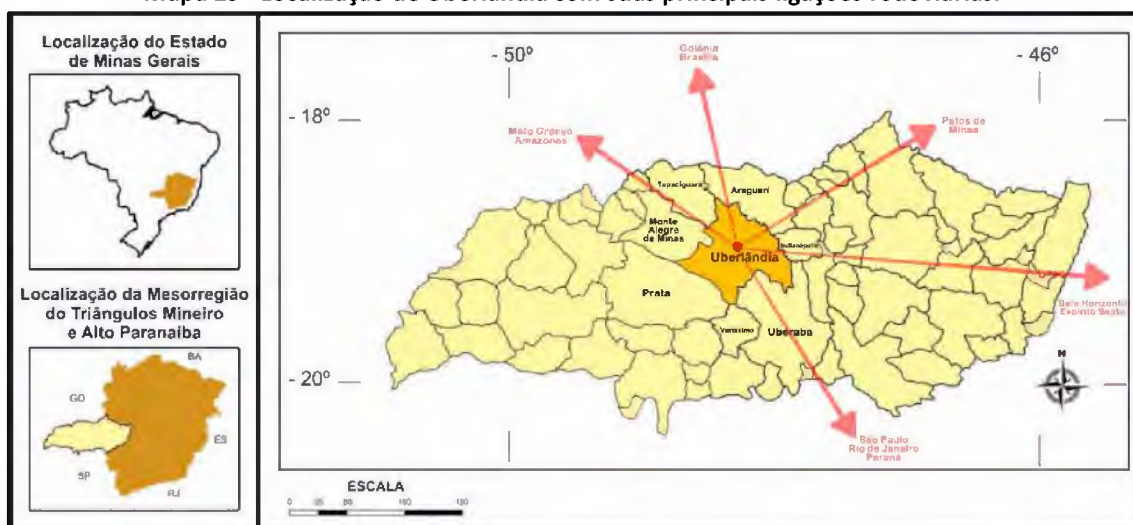 Localização do Estado
de Minas Gerais
Localização da Mesorregião
do Triângulos Mineiro
e Alto Paranaíba
BA
GO
ES
SP
RJ
- 50º
- 46º
- 18º
- 20º
Goiânia
Brasília
Mato Grosso
Amazonas
Patos de
Minas
Tupaciguara
Araguari
Monte
Alegre
de Minas
Indianópolis
Uberlândia
Prata
Veríssimo
Uberaba
Belo Horizonte
São Paulo
Rio de Janeiro
Paraná
N
ESCALA
0